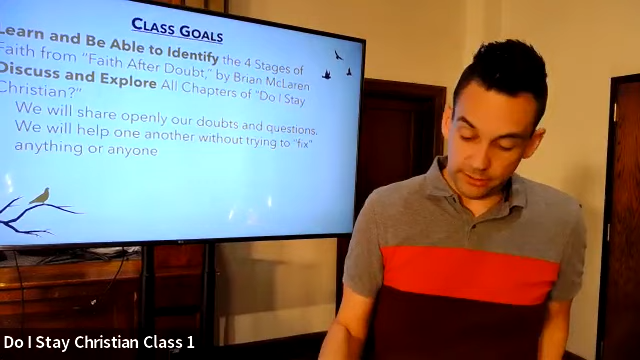 Class Goals
Learn and Be Able to Identify the 4 Stages of
Faith from “Faith After Doubt,” by Brian McLaren
Discuss and Explore All Chapters of “Do I Stay
Christian?”
We will share openly our doubts and questions.
We will help one another without trying to “fix”
anything or anyone
Do I Stay Christian Class 1